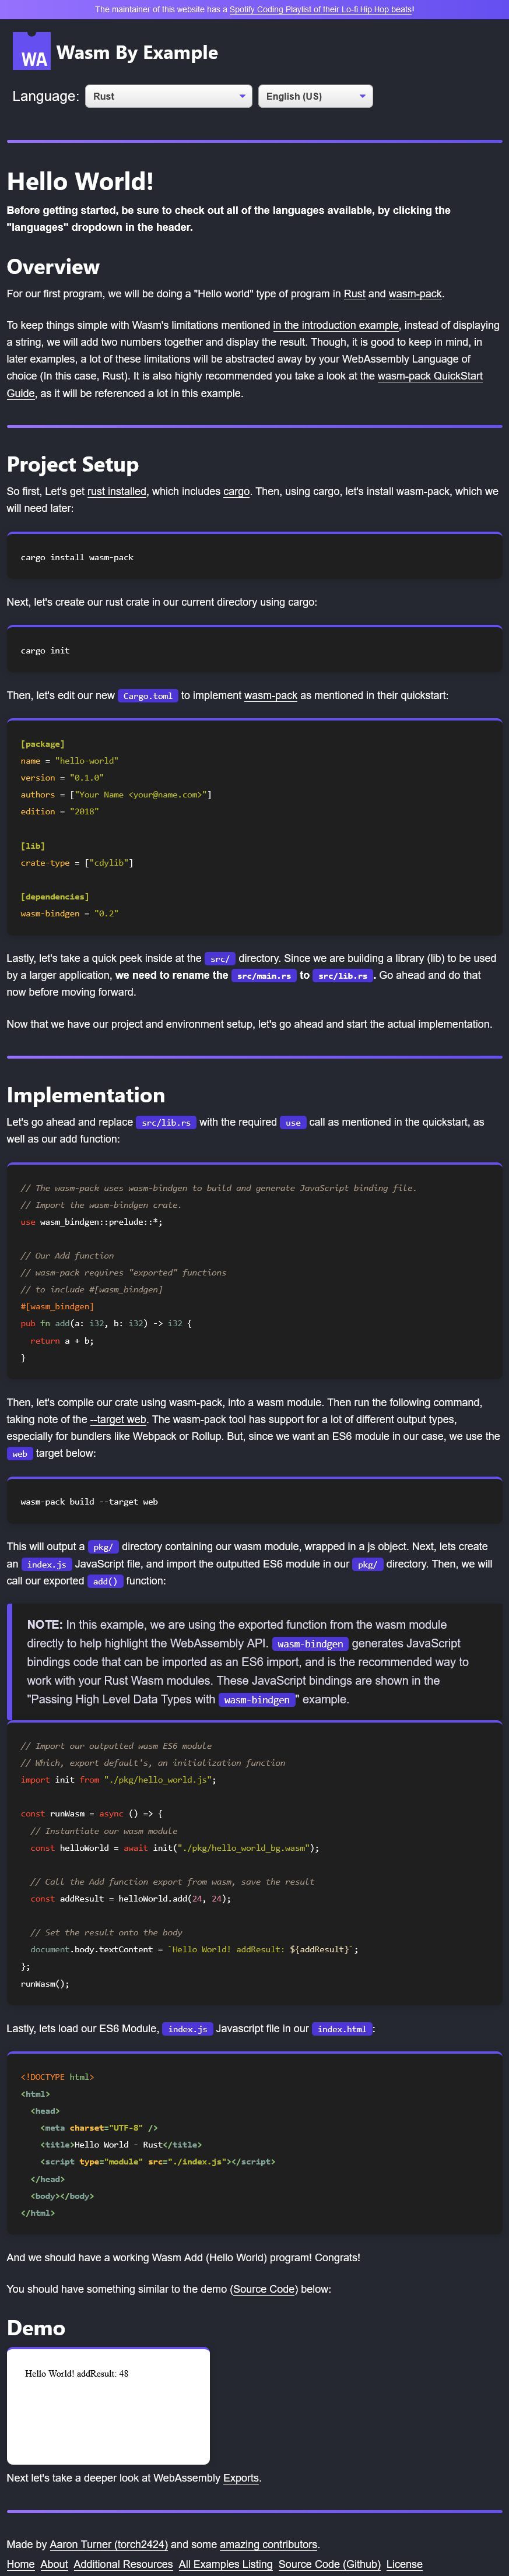 The maintainer of this website has a Spotify Coding Playlist of their Lo-fi Hip Hop beats!
WA
Wasm By Example
Language: Rust English (US)
Hello World!
Before getting started, be sure to check out all of the languages available, by clicking the
"languages" dropdown in the header.
Overview
For our first program, we will be doing a "Hello world" type of program in Rust and wasm-pack.
To keep things simple with Wasm's limitations mentioned in the introduction example, instead of displaying
a string, we will add two numbers together and display the result. Though, it is good to keep in mind, in
later examples, a lot of these limitations will be abstracted away by your WebAssembly Language of
choice (In this case, Rust). It is also highly recommended you take a look at the wasm-pack QuickStart
Guide, as it will be referenced a lot in this example.
Project Setup
So first, Let's get rust installed, which includes cargo. Then, using cargo, let's install wasm-pack, which we
will need later:
cargo install wasm-pack
Next, let's create our rust crate in our current directory using cargo:
cargo init
Then, let's edit our new Cargo.toml to implement wasm-pack as mentioned in their quickstart:
[package]
name = "hello-world"
version = "0.1.0"
authors = ["Your Name <your@name.com>"]
edition = "2018"
[lib]
crate-type = ["cdylib"]
[dependencies]
wasm-bindgen = "0.2"
Lastly, let's take a quick peek inside at the src/ directory. Since we are building a library (lib) to be used
by a larger application, we need to rename the src/main.rs to src/lib.rs. Go ahead and do that
now before moving forward.
Now that we have our project and environment setup, let's go ahead and start the actual implementation.
Implementation
Let's go ahead and replace src/lib.rs with the required use call as mentioned in the quickstart, as
well as our add function:
// The wasm-pack uses wasm-bindgen to build and generate JavaScript binding file.
// Import the wasm-bindgen crate.
use wasm_bindgen::prelude::*;
// Our Add function
// wasm-pack requires "exported" functions
// to include #[wasm_bindgen]
#[wasm_bindgen]
pub fn add(a: i32, b: i32) -> i32 {
return a + b;
}
Then, let's compile our crate using wasm-pack, into a wasm module. Then run the following command,
taking note of the --target web. The wasm-pack tool has support for a lot of different output types,
especially for bundlers like Webpack or Rollup. But, since we want an ES6 module in our case, we use the
web target below:
wasm-pack build --target web
This will output a pkg/ directory containing our wasm module, wrapped in a js object. Next, lets create
an index.js JavaScript file, and import the outputted ES6 module in our pkg/ directory. Then, we will
call our exported add() function:
NOTE: In this example, we are using the exported function from the wasm module
directly to help highlight the WebAssembly API. wasm-bindgen generates JavaScript
bindings code that can be imported as an ES6 import, and is the recommended way to
work with your Rust Wasm modules. These JavaScript bindings are shown in the
"Passing High Level Data Types with wasm-bindgen" example.
// Import our outputted wasm ES6 module
// Which, export default's, an initialization function
import init from "./pkg/hello_world.js";
const runWasm = async () => {
// Instantiate our wasm module
const helloWorld = await init("./pkg/hello_world_bg.wasm");
// Call the Add function export from wasm, save the result
const addResult = helloWorld.add(24, 24);
// Set the result onto the body
document.body.textContent = `Hello World! addResult: ${addResult}`;
};
runWasm();
Lastly, lets load our ES6 Module, index.js Javascript file in our index.html:
<!DOCTYPE html>
<html>
<head>
<meta charset="UTF-8" />
<title>Hello World - Rust</title>
<script type="module" src="./index.js"></script>
</head>
<body></body>
</html>
And we should have a working Wasm Add (Hello World) program! Congrats!
You should have something similar to the demo (Source Code) below:
Demo
Hello World! addResult: 48
Next let's take a deeper look at WebAssembly Exports.
Made by Aaron Turner (torch2424) and some amazing contributors.
Home About Additional Resources All Examples Listing Source Code (Github) License